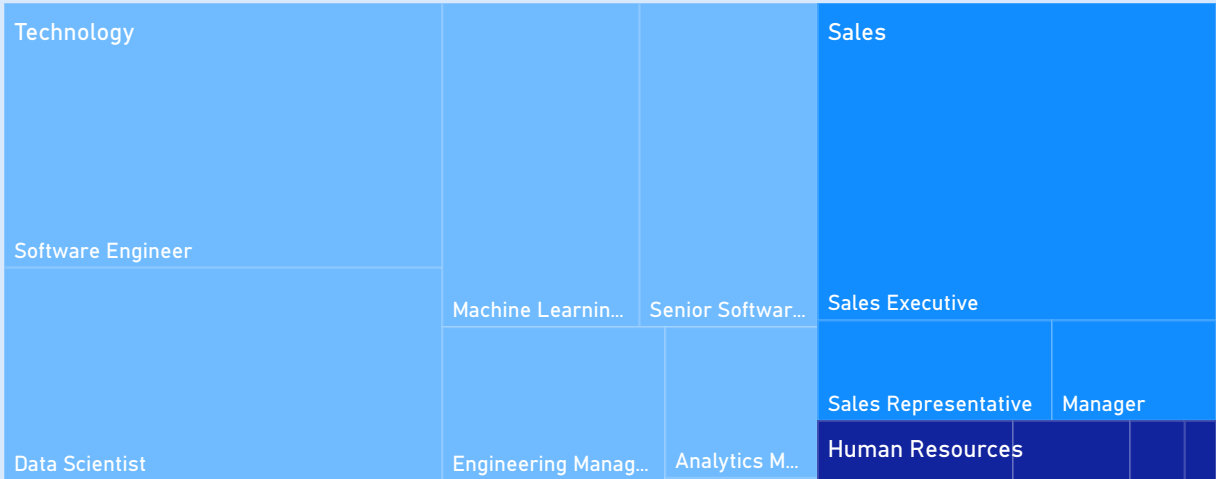 Technology
Software Engineer
Data Scientist
Machine Learnin...
Senior Softwar...
Engineering Manag...
Analytics M...
Sales
Sales Executive
Sales Representative
Manager
Human Resources